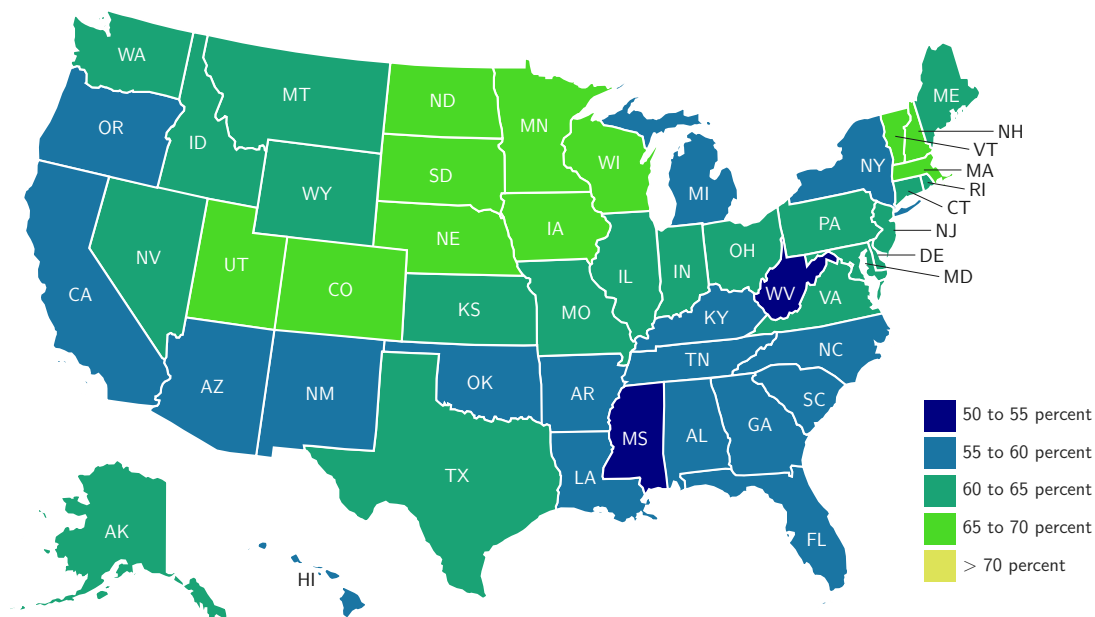 WA
MT
ND
MN
ME
OR
ID
NH
VT
WI
MA
NY
SD
RI
WY
MI
CT
PA
IA
NJ
NE
OH
DE
NV
UT
IL
IN
MD
CO
WV
VA
CA
KS
MO
KY
NC
TN
AZ
NM
OK
AR
SC
50 to 55 percent
GA
MS
AL
55 to 60 percent
TX
LA
60 to 65 percent
AK
FL
65 to 70 percent
HI
> 70 percent